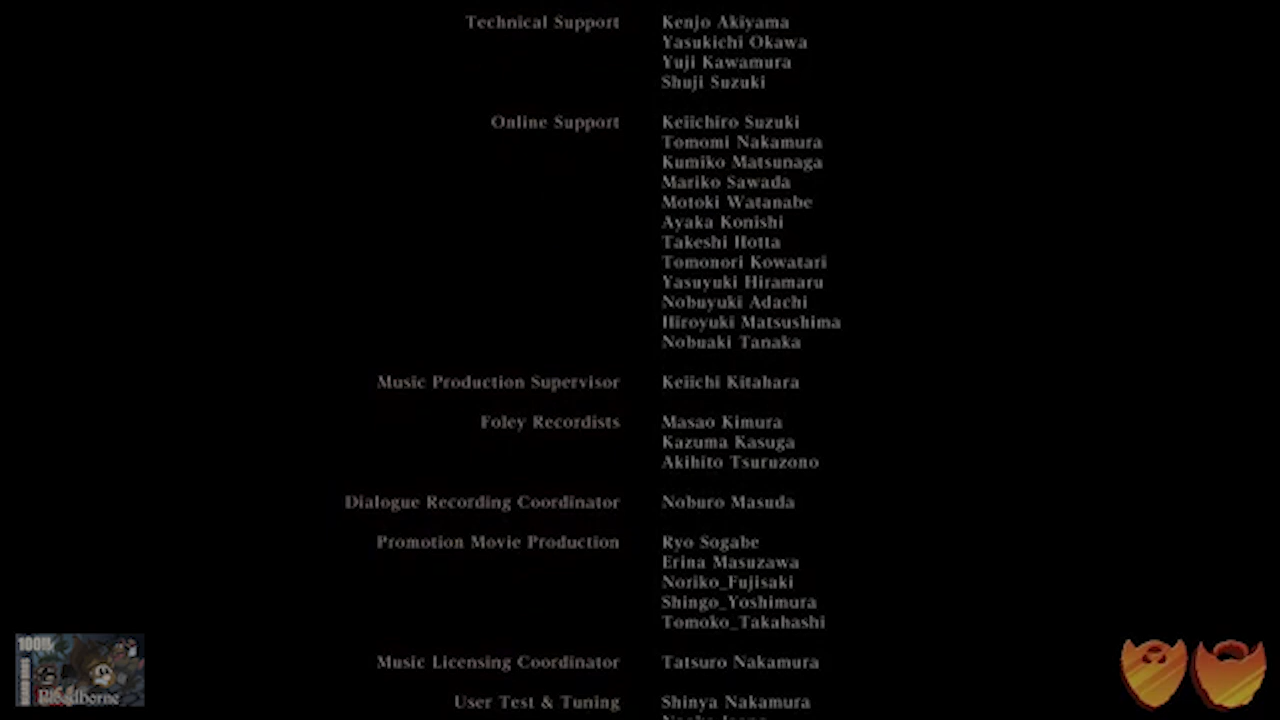 Technical Support Kenjo Akiyama
Yasukichi Okawa
Yuji Kawamura
Shuji Suzuki
Online Support Keiichiro Suzuki
Tomomi Nakamura
Kumiko Matsunaga
Mariko Sawada
Motoki Watanabe
Ayaka Konishi
Takeshi Hotta
Tomonori Kowatari
Yasuyuki Hiramaru
Nobuyuki Adachi
Hiroyuki Matsushima
Nobuaki Tanaka
Music Production Supervisor Keiichi Kitahara
Foley Recordists Masao Kimura
Kazuma Kasuga
Akihito Tsuruzono
Dialogue Recording Coordinator Noburo Masuda
Promotion Movie Production Ryo Sogabe
Erina Masuzawa
Noriko_Fujisaki
Shingo_Yoshimura
Tomoko_Takahashi
Music Licensing Coordinator Tatsuro Nakamura
User Test & Tuning Shinya Nakamura
100%
Bloodborne